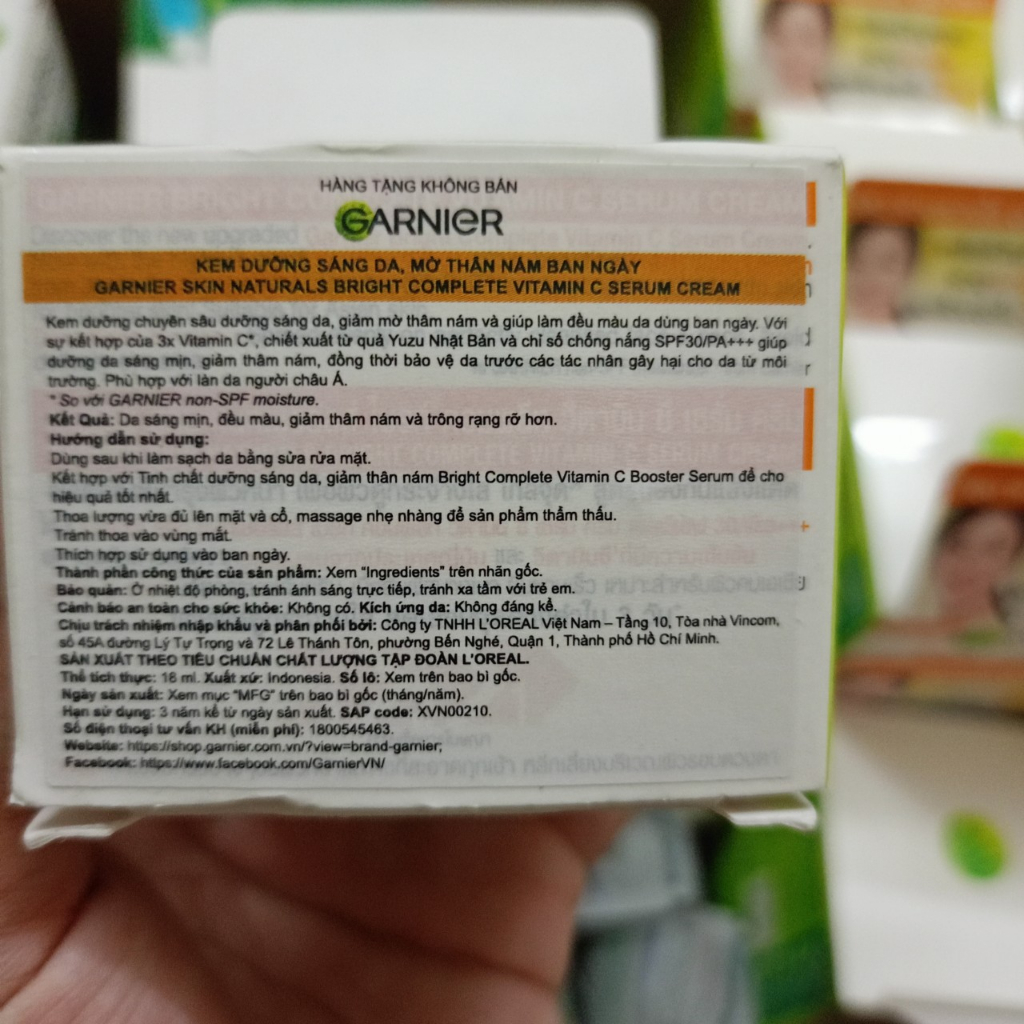 HÀNG TẶNG KHÔNG BÁN
GARNIER
KEM DƯỠNG SÁNG DA, MỜ THÂN NÁM BAN NGÀY
GARNIER SKIN NATURALS BRIGHT COMPLETE VITAMIN C SERUM CREAM
Kem dưỡng chuyên sâu dưỡng sáng da, giảm mờ thâm nám và giúp làm đều màu da dùng ban ngày. Với
sự kết hợp của 3x Vitamin C*, chiết xuất từ quả Yuzu Nhật Bản và chỉ số chống nắng SPF30/PA+++ giúp
dưỡng da sáng mịn, giảm thâm nám, đồng thời bảo vệ da trước các tác nhân gây hại cho da từ môi
trường. Phù hợp với làn da người châu Á.
* So với GARNIER non-SPF moisture.
Kết Quả: Da sáng mịn, đều màu, giảm thâm nám và trông rạng rỡ hơn.
Hướng dẫn sử dụng:
Dùng sau khi làm sạch da bằng sửa rửa mặt.
Kết hợp với Tinh chất dưỡng sáng da, giảm thân nám Bright Complete Vitamin C Booster Serum để cho
hiệu quả tốt nhất.
Thoa lượng vừa đủ lên mặt và cổ, massage nhẹ nhàng để sản phẩm thẩm thấu.
Tránh thoa vào vùng mắt.
Thích hợp sử dụng vào ban ngày.
Thành phần công thức của sản phẩm: Xem "Ingredients" trên nhãn gốc.
Bảo quản: Ở nhiệt độ phòng, tránh ánh sáng trực tiếp, tránh xa tầm với trẻ em.
Cảnh báo an toàn cho sức khỏe: Không có. Kích ứng da: Không đáng kể.
Chịu trách nhiệm nhập khẩu và phân phối bởi: Công ty TNHH L'OREAL Việt Nam – Tầng 10, Tòa nhà Vincom,
số 45A đường Lý Tự Trọng và 72 Lê Thánh Tôn, phường Bến Nghé, Quận 1, Thành phố Hồ Chí Minh.
SẢN XUẤT THEO TIÊU CHUẨN CHẤT LƯỢNG TẬP ĐOÀN L'OREAL.
Thể tích thực: 18 ml. Xuất xứ: Indonesia. Số lô: Xem trên bao bì gốc.
Ngày sản xuất: Xem mục "MFG" trên bao bì gốc (tháng/năm).
Hạn sử dụng: 3 năm kể từ ngày sản xuất. SAP code: XVN00210.
Số điện thoại tư vấn KH (miễn phí): 1800545463.
Website: https://shop.garnier.com.vn/?view=brand-garnier;
Facebook: https://www.facebook.com/GarnierVN/